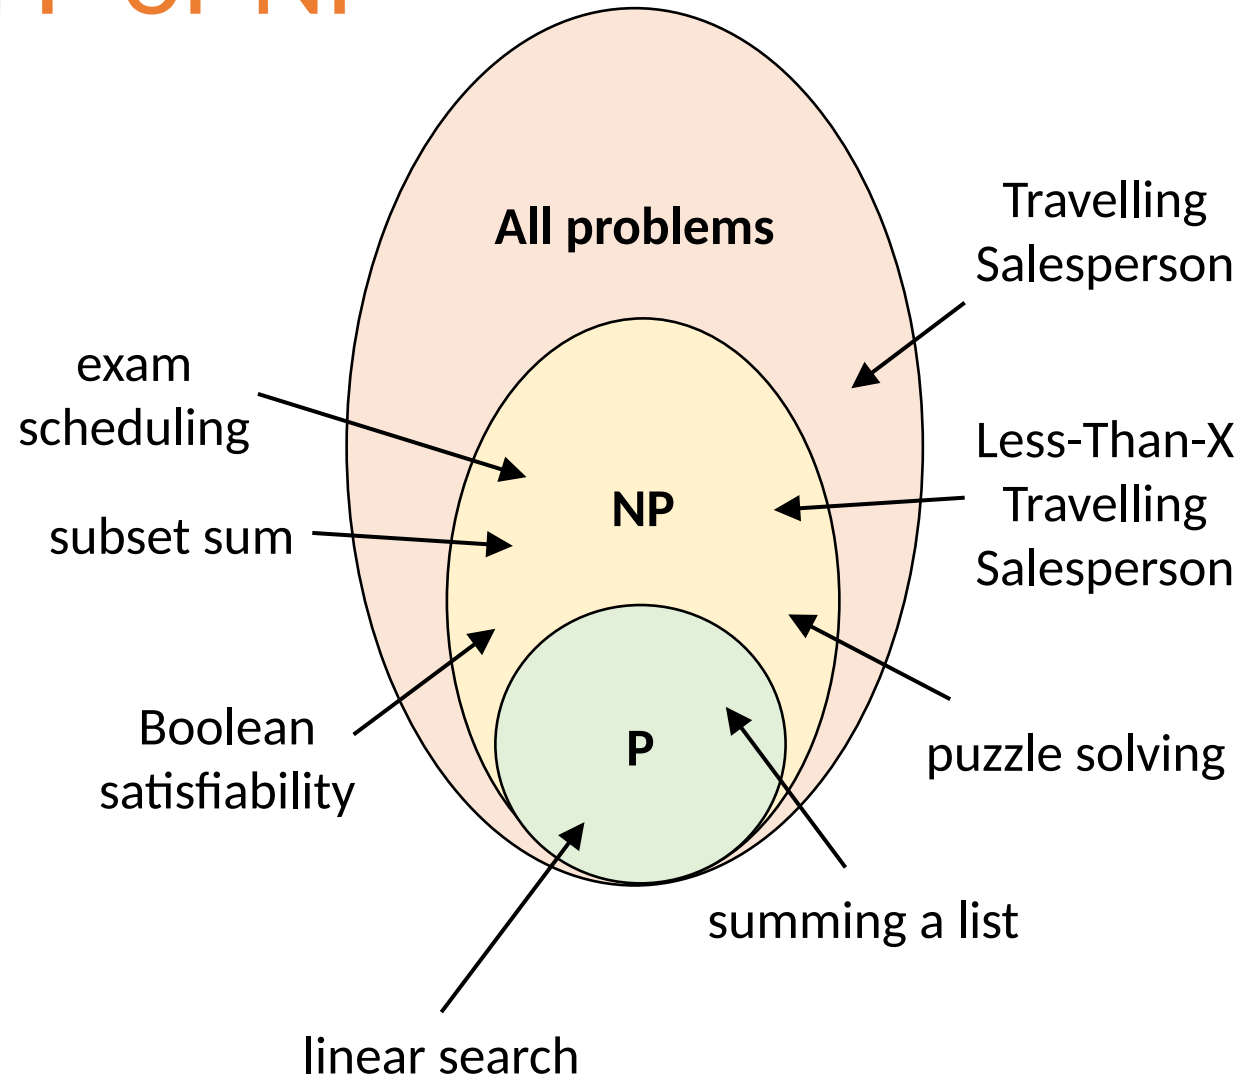 All problems
Travelling
Salesperson
exam
scheduling
Less-Than-X
Travelling
Salesperson
NP
subset sum
Boolean
satisfiability
P
puzzle solving
summing a list
linear search